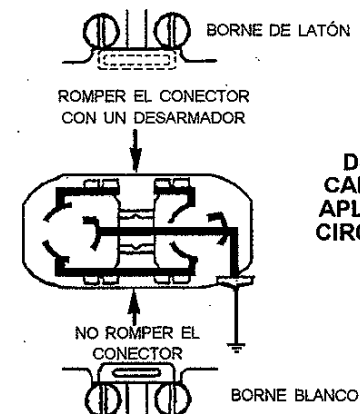 BORNE DE LATÓN
ROMPER EL CONECTOR
CON UN DESARMADOR
NO ROMPER EL
CONECTOR
BORNE BLANCO